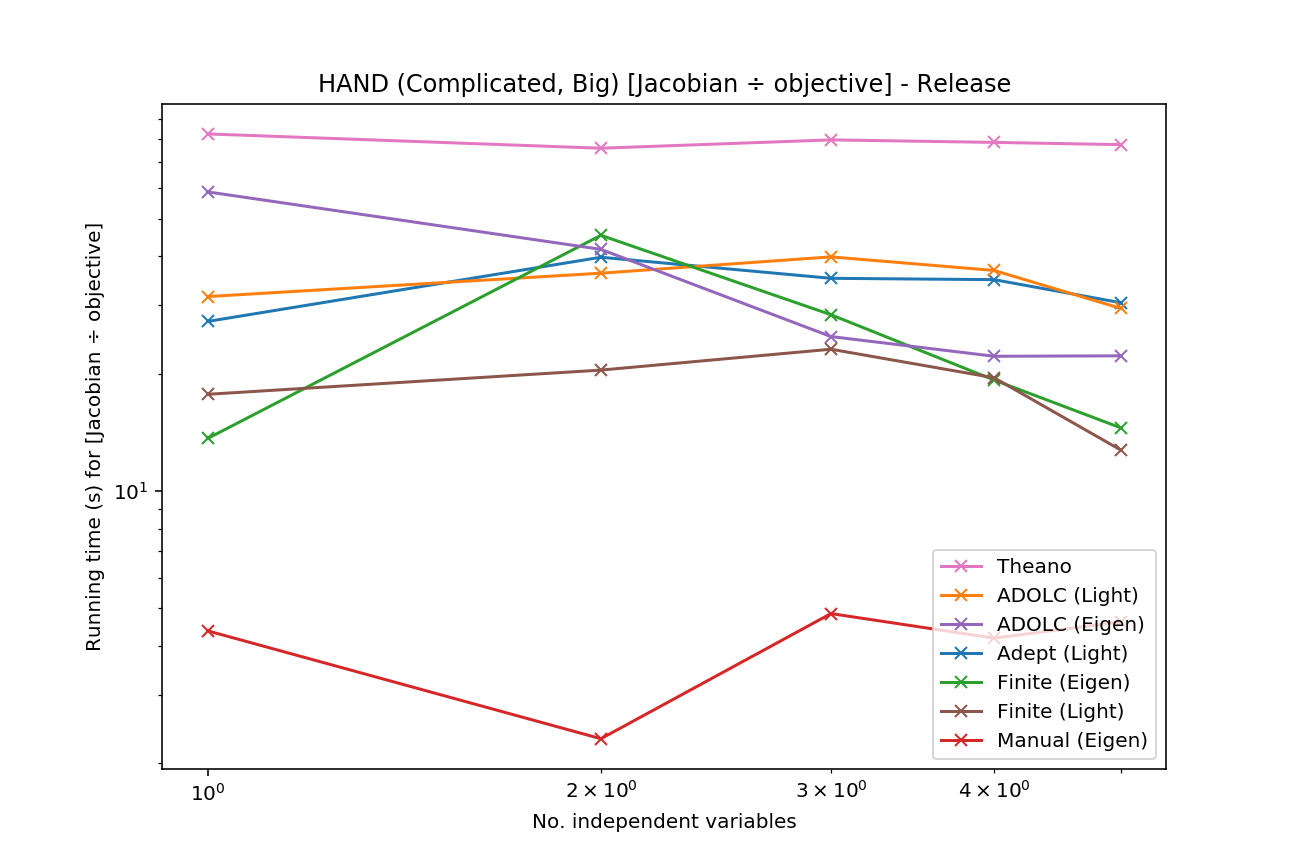 HAND (Complicated, Big) [Jacobian ÷ objective] - Release
Running time (s) for [Jacobian ÷ objective]
10¹
Theano
ADOLC (Light)
ADOLC (Eigen)
Adept (Light)
Finite (Eigen)
Finite (Light)
Manual (Eigen)
10⁰
2 × 10⁰
3 × 10⁰
4 × 10⁰
No. independent variables